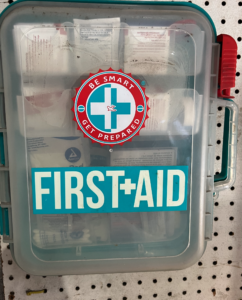 BE SMART
GET PREPARED
FIRST+AID